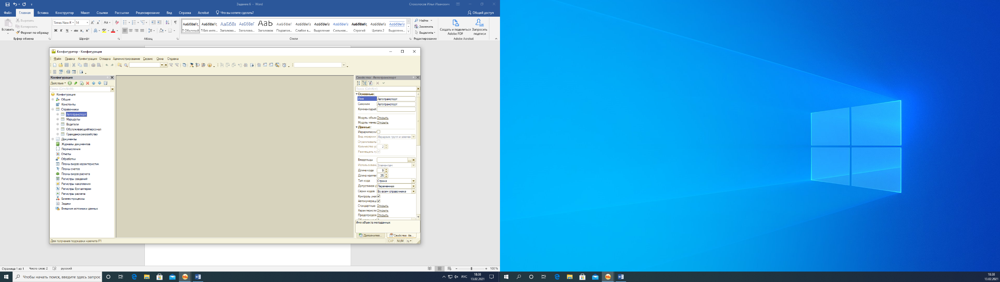 Задание 6 - Word
Стоволосов Илья Иванович
Файл Главная Вставка Конструктор Макет Ссылки Рассылки Рецензирование Вид Справка Acrobat Что вы хотите сделать? Общий доступ
Вставить
Вырезать
Копировать
Формат по образцу
Буфер обмена
Times New R 14
Шрифт
Абзац
АаБбВвГг, АаБбВвГг, АаБбВв АаБбВвГ АаБ АаБбВвГ АаБбВвГг АаБбВвГг АаБбВвГг АаБбВвГг, АаБбВвГг АаБбВвГг
¶ Обычный ¶ Без инте... Заголово... Заголово... Заголовок Подзагол... Слабое в... Выделение Сильное... Строгий Цитата 2 Выделенн...
Стили
Найти
Заменить
Выделить
Редактирование
Создать и поделиться Adobe PDF
Запросить подписи
Adobe Acrobat
Конфигуратор - Конфигурация
Файл Правка Конфигурация Отладка Администрирование Сервис Окна Справка
Конфигурация
Действия
Поиск (Ctrl+Alt+M)
Конфигурация
Общие
Константы
Справочники
Автотранспорт
Маршруты
Водители
Обслуживающийперсонал
Гражданскоехозяйство
Документы
Журналы документов
Перечисления
Отчеты
Обработки
Планы видов характеристик
Планы счетов
Планы видов расчета
Регистры сведений
Регистры накопления
Регистры бухгалтерии
Регистры расчета
Бизнес-процессы
Задачи
Внешние источники данных
Свойства: Автотранспорт
Поиск (Ctrl+Alt+I)
Основные:
Имя Автотранспорт
Синоним Автотранспорт
Комментарий
Модуль объек Открыть
Модуль менед Открыть
Данные:
Иерархически
Вид иерархии Иерархия групп и элемен
Ограничивать
Количество ур 2
Размещать гр
Владельцы
Использовани Элементам
Длина кода 9
Длина наимен 25
Тип кода Строка
Допустимая д Переменная
Серии кодов Во всем справочнике
Контроль уник
Автонумераци
Стандартные Открыть
Характеристи Открыть
Предопределе Открыть
Имя объекта метаданных
Дополнител... Свойства: Ав...
Для получения подсказки нажмите F1
CAP NUM ru
Страница 1 из 1 Число слов: 2 русский
100 %
Чтобы начать поиск, введите здесь запрос
РУС
18:38
13.02.2021
18:38
13.02.2021